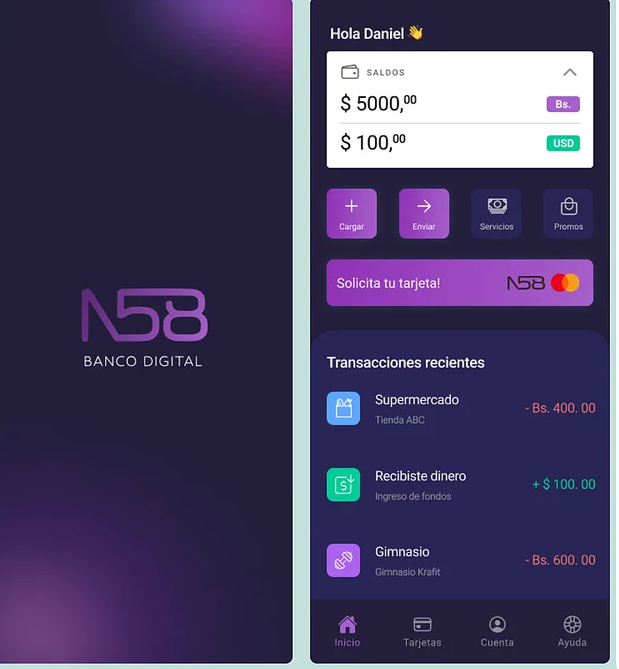 N58
BANCO DIGITAL
Hola Daniel 👋
SALDOS
$ 5000,00
Bs.
$ 100,00
USD
Cargar
Enviar
Servicios
Promos
Solicita tu tarjeta!
N58
Transacciones recientes
Supermercado
Tienda ABC
- Bs. 400. 00
Recibiste dinero
Ingreso de fondos
+ $ 100. 00
Gimnasio
Gimnasio Krafit
- Bs. 600. 00
Inicio
Tarjetas
Cuenta
Ayuda